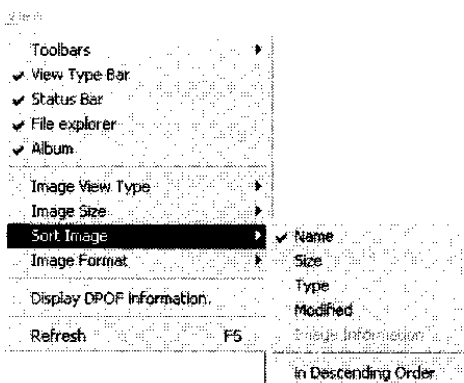 View
Toolbars
View Type Bar
Status Bar
File explorer
Album
Image View Type
Image Size
Sort Image
Image Format
Display DPOF information.
Refresh F5
Name
Size
Type
Modified
Image Information
In Descending Order